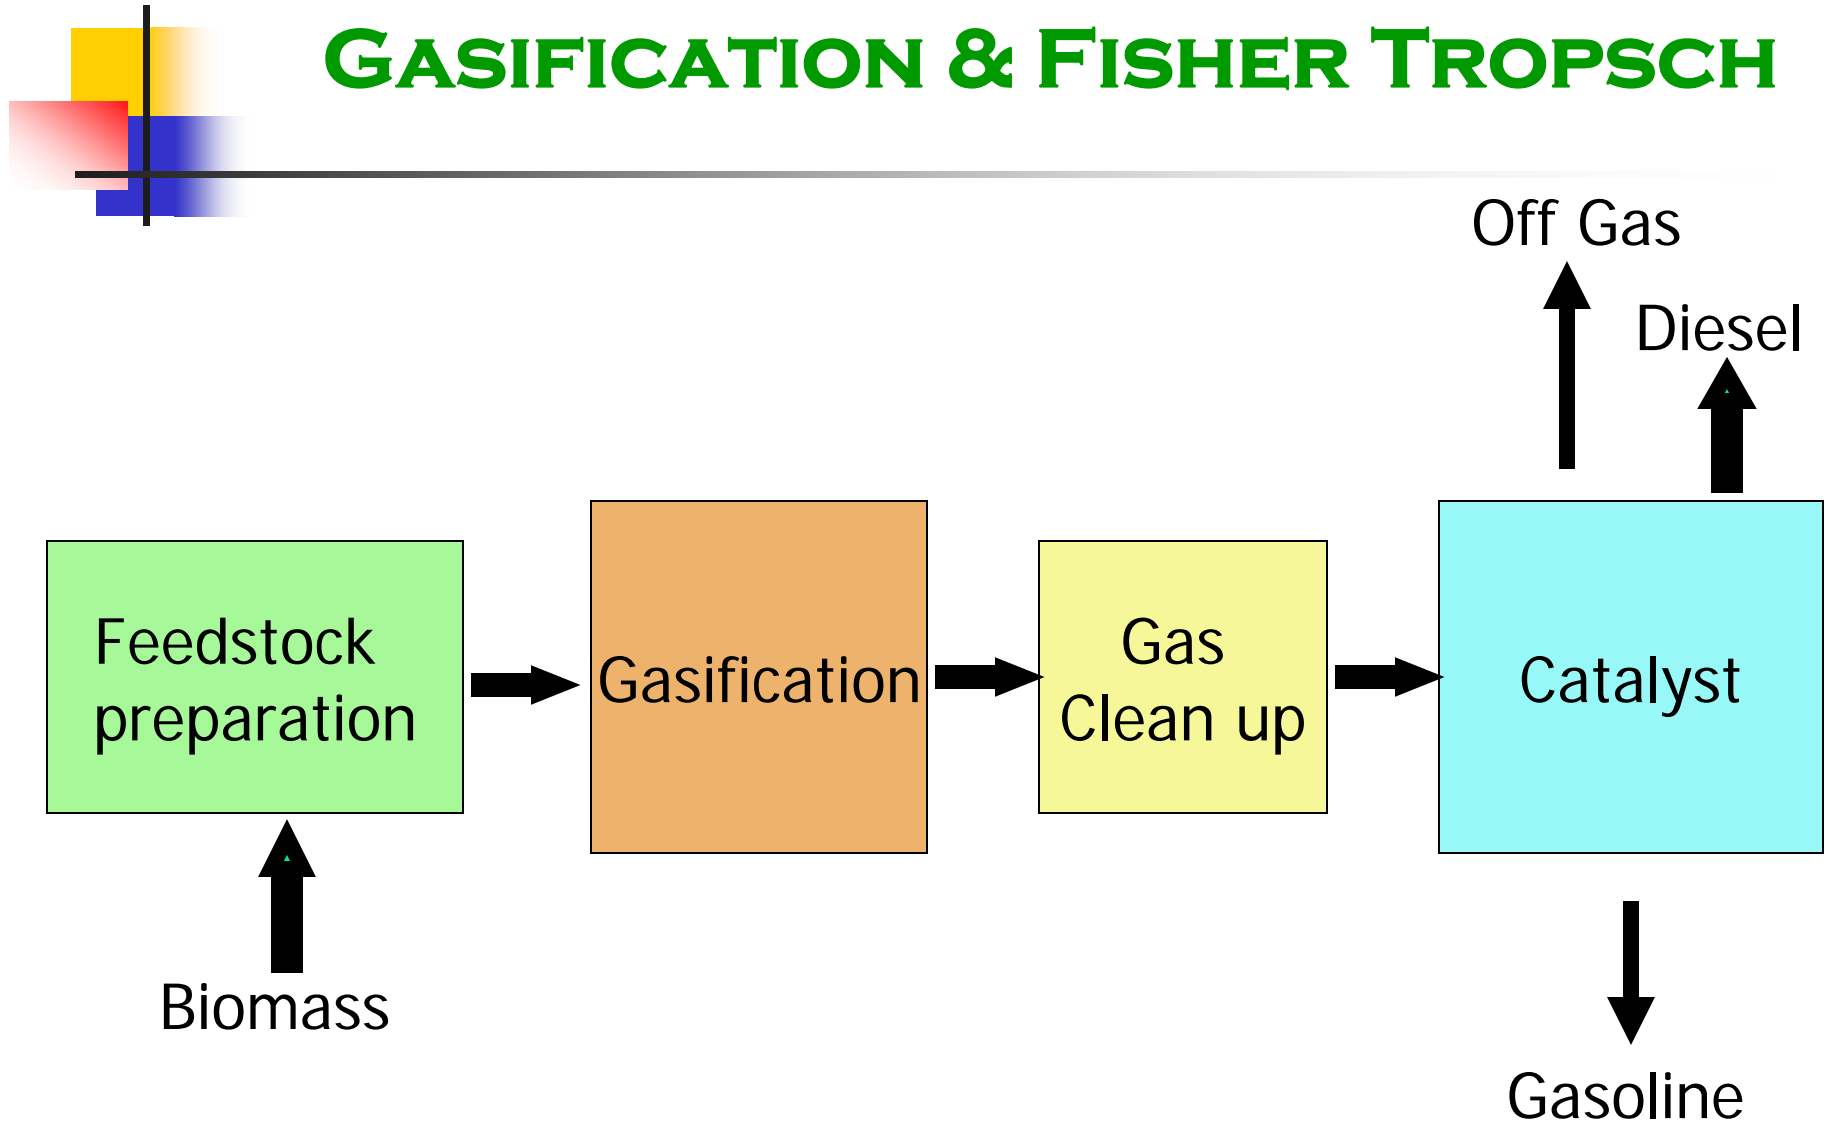 GASIFICATION & FISHER TROPSCH
Off Gas
Diesel
Feedstock
preparation
Gasification
Gas
Clean up
Catalyst
Biomass
Gasoline